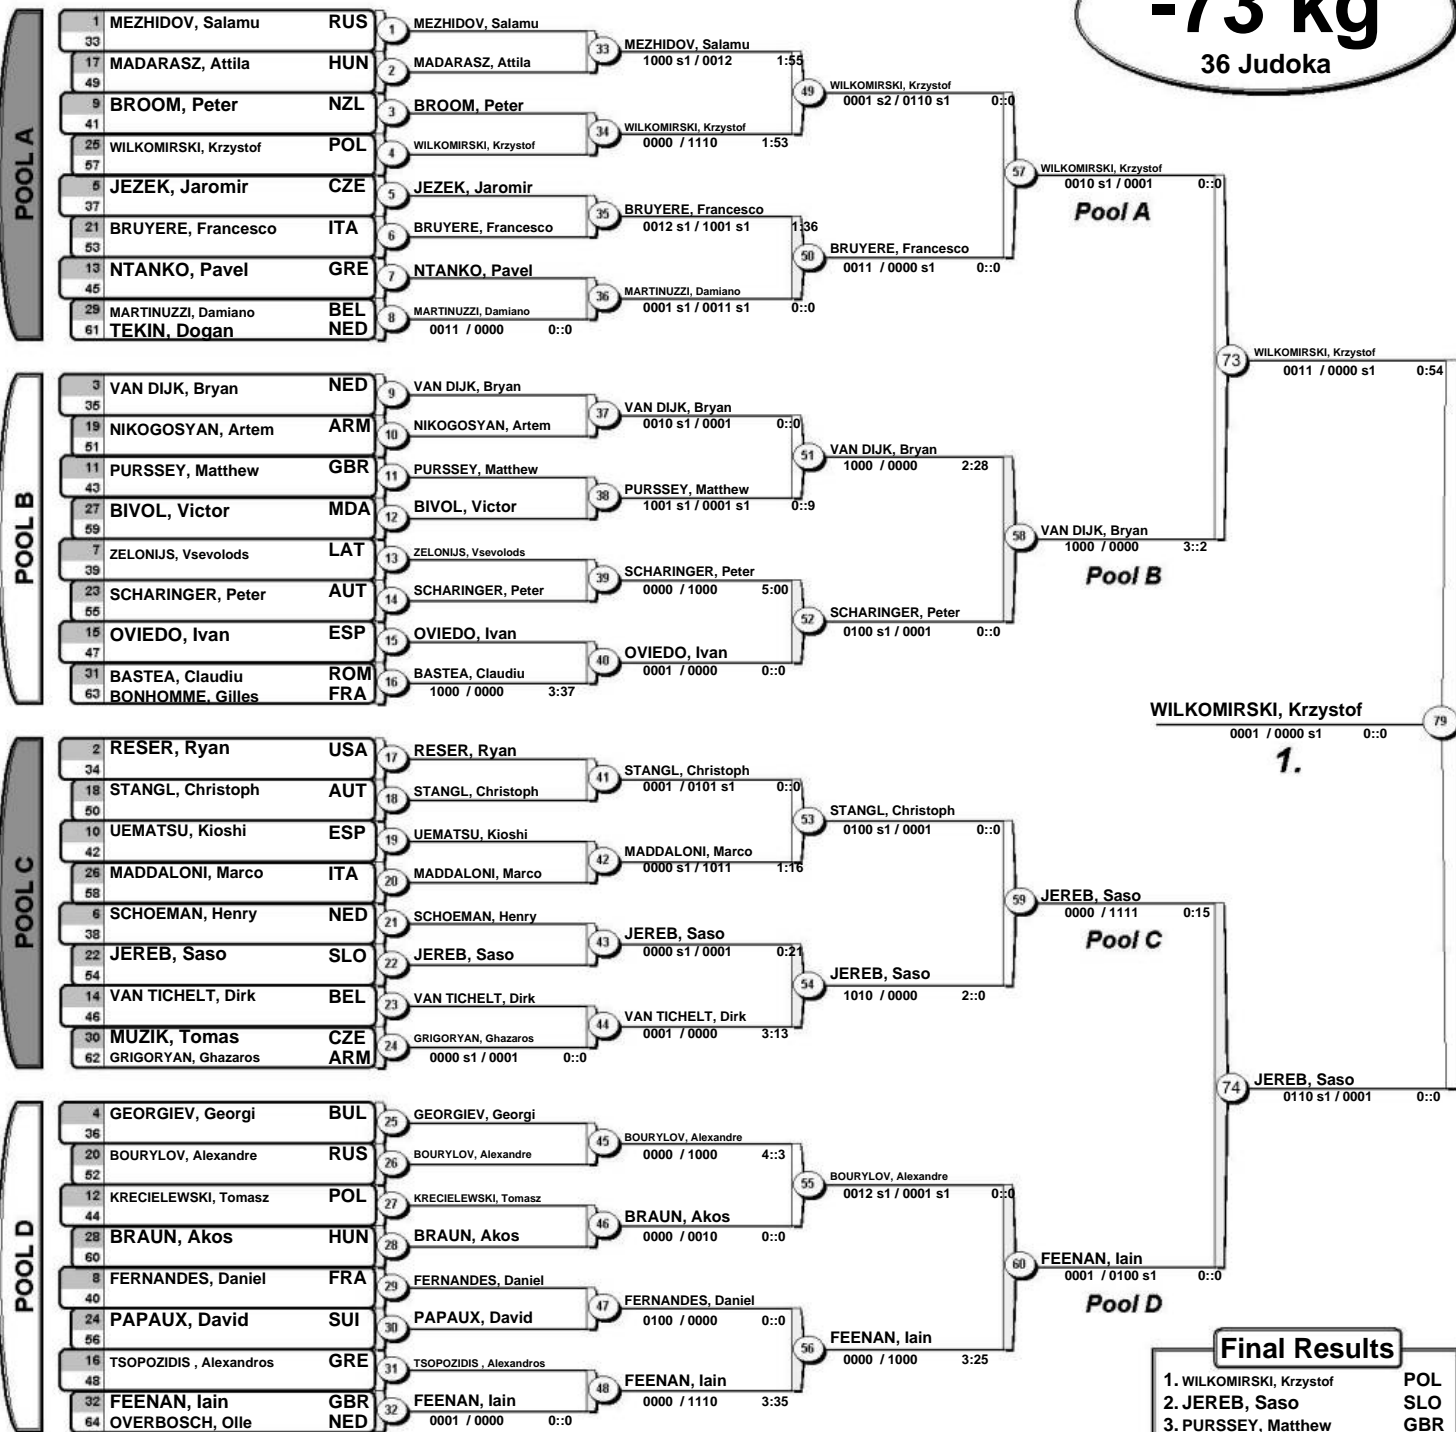 -73 kg
36 Judoka
POOL A
1 MEZHIDOV, Salamu RUS
33
17 MADARASZ, Attila HUN
49
9 BROOM, Peter NZL
41
25 WILKOMIRSKI, Krzystof POL
57
5 JEZEK, Jaromir CZE
37
21 BRUYERE, Francesco ITA
53
13 NTANKO, Pavel GRE
45
29 MARTINUZZI, Damiano BEL
61 TEKIN, Dogan NED
1 MEZHIDOV, Salamu
2 MADARASZ, Attila
3 BROOM, Peter
4 WILKOMIRSKI, Krzystof
5 JEZEK, Jaromir
6 BRUYERE, Francesco
7 NTANKO, Pavel
8 MARTINUZZI, Damiano
0011 / 0000 0::0
33 MEZHIDOV, Salamu
1000 s1 / 0012 1:55
34 WILKOMIRSKI, Krzystof
0000 / 1110 1:53
35 BRUYERE, Francesco
0012 s1 / 1001 s1 1:36
36 MARTINUZZI, Damiano
0001 s1 / 0011 s1 0::0
49 WILKOMIRSKI, Krzystof
0001 s2 / 0110 s1 0::0
50 BRUYERE, Francesco
0011 / 0000 s1 0::0
57 WILKOMIRSKI, Krzystof
0010 s1 / 0001 0::0
Pool A
POOL B
3 VAN DIJK, Bryan NED
35
19 NIKOGOSYAN, Artem ARM
51
11 PURSSEY, Matthew GBR
43
27 BIVOL, Victor MDA
59
7 ZELONIJS, Vsevolods LAT
39
23 SCHARINGER, Peter AUT
55
15 OVIEDO, Ivan ESP
47
31 BASTEA, Claudiu ROM
63 BONHOMME, Gilles FRA
9 VAN DIJK, Bryan
10 NIKOGOSYAN, Artem
11 PURSSEY, Matthew
12 BIVOL, Victor
13 ZELONIJS, Vsevolods
14 SCHARINGER, Peter
15 OVIEDO, Ivan
16 BASTEA, Claudiu
1000 / 0000 3:37
37 VAN DIJK, Bryan
0010 s1 / 0001 0::0
38 PURSSEY, Matthew
1001 s1 / 0001 s1 0::9
39 SCHARINGER, Peter
0000 / 1000 5:00
40 OVIEDO, Ivan
0001 / 0000 0::0
51 VAN DIJK, Bryan
1000 / 0000 2:28
52 SCHARINGER, Peter
0100 s1 / 0001 0::0
58 VAN DIJK, Bryan
1000 / 0000 3::2
Pool B
73 WILKOMIRSKI, Krzystof
0011 / 0000 s1 0:54
WILKOMIRSKI, Krzystof 79
0001 / 0000 s1 0::0
1.
POOL C
2 RESER, Ryan USA
34
18 STANGL, Christoph AUT
50
10 UEMATSU, Kioshi ESP
42
26 MADDALONI, Marco ITA
58
6 SCHOEMAN, Henry NED
38
22 JEREB, Saso SLO
54
14 VAN TICHELT, Dirk BEL
46
30 MUZIK, Tomas CZE
62 GRIGORYAN, Ghazaros ARM
17 RESER, Ryan
18 STANGL, Christoph
19 UEMATSU, Kioshi
20 MADDALONI, Marco
21 SCHOEMAN, Henry
22 JEREB, Saso
23 VAN TICHELT, Dirk
24 GRIGORYAN, Ghazaros
0000 s1 / 0001 0::0
41 STANGL, Christoph
0001 / 0101 s1 0::0
42 MADDALONI, Marco
0000 s1 / 1011 1:16
43 JEREB, Saso
0000 s1 / 0001 0:21
44 VAN TICHELT, Dirk
0001 / 0000 3:13
53 STANGL, Christoph
0100 s1 / 0001 0::0
54 JEREB, Saso
1010 / 0000 2::0
59 JEREB, Saso
0000 / 1111 0:15
Pool C
POOL D
4 GEORGIEV, Georgi BUL
36
20 BOURYLOV, Alexandre RUS
52
12 KRECIELEWSKI, Tomasz POL
44
28 BRAUN, Akos HUN
60
8 FERNANDES, Daniel FRA
40
24 PAPAUX, David SUI
56
16 TSOPOZIDIS , Alexandros GRE
48
32 FEENAN, Iain GBR
64 OVERBOSCH, Olle NED
25 GEORGIEV, Georgi
26 BOURYLOV, Alexandre
27 KRECIELEWSKI, Tomasz
28 BRAUN, Akos
29 FERNANDES, Daniel
30 PAPAUX, David
31 TSOPOZIDIS , Alexandros
32 FEENAN, Iain
0001 / 0000 0::0
45 BOURYLOV, Alexandre
0000 / 1000 4::3
46 BRAUN, Akos
0000 / 0010 0::0
47 FERNANDES, Daniel
0100 / 0000 0::0
48 FEENAN, Iain
0000 / 1110 3:35
55 BOURYLOV, Alexandre
0012 s1 / 0001 s1 0::0
56 FEENAN, Iain
0000 / 1000 3:25
60 FEENAN, Iain
0001 / 0100 s1 0::0
Pool D
74 JEREB, Saso
0110 s1 / 0001 0::0
Final Results
1. WILKOMIRSKI, Krzystof POL
2. JEREB, Saso SLO
3. PURSSEY, Matthew GBR